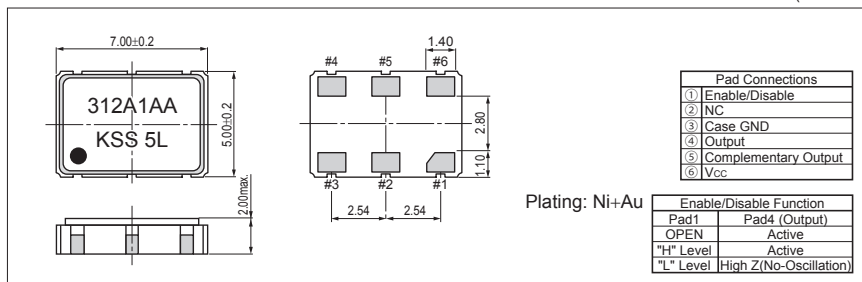 7.00±0.2
312A1AA
KSS 5L
5.00±0.2
2.00max.
#4 #5 #6
1.40
2.80
1.10
#3 #2 #1
2.54 2.54
Plating: Ni+Au
Pad Connections
① Enable/Disable
② NC
③ Case GND
④ Output
⑤ Complementary Output
⑥ Vcc
Enable/Disable Function
Pad1 Pad4 (Output)
OPEN Active
"H" Level Active
"L" Level High Z(No-Oscillation)